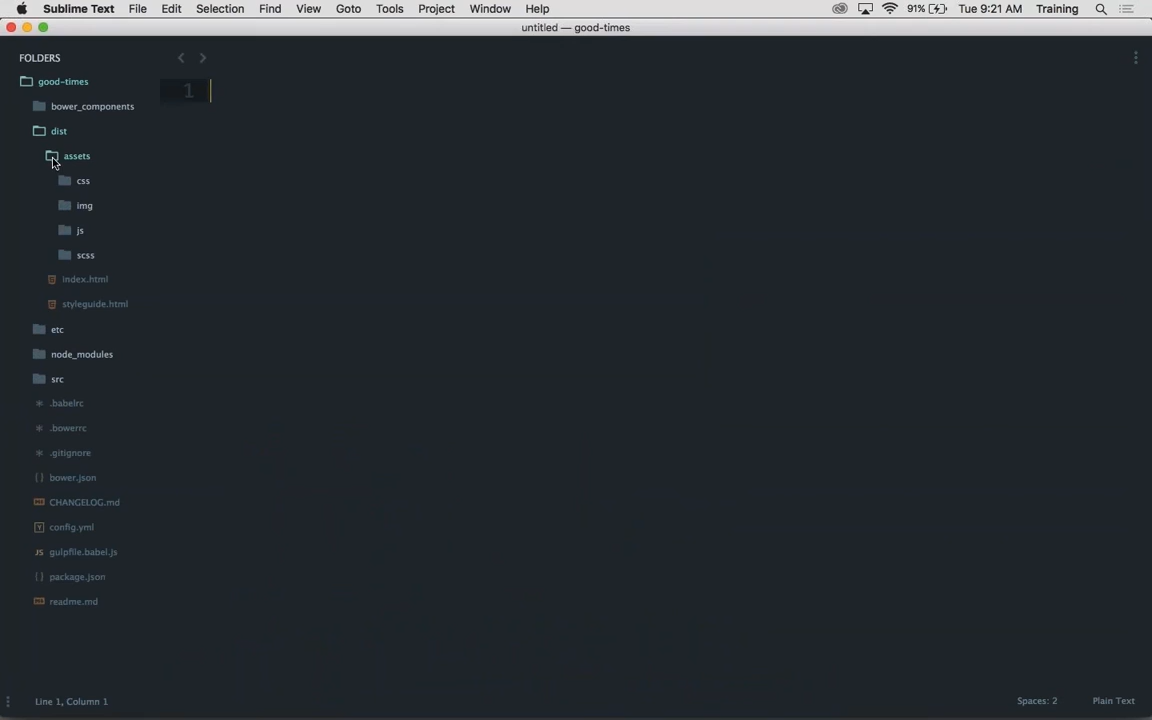 Sublime Text File Edit Selection Find View Goto Tools Project Window Help 91% Tue 9:21 AM Training
untitled — good-times
FOLDERS
good-times
1
bower_components
dist
assets
css
img
js
scss
index.html
styleguide.html
etc
node_modules
src
.babelrc
.bowerrc
.gitignore
bower.json
CHANGELOG.md
config.yml
JS gulpfile.babel.js
package.json
readme.md
Line 1, Column 1 Spaces: 2 Plain Text